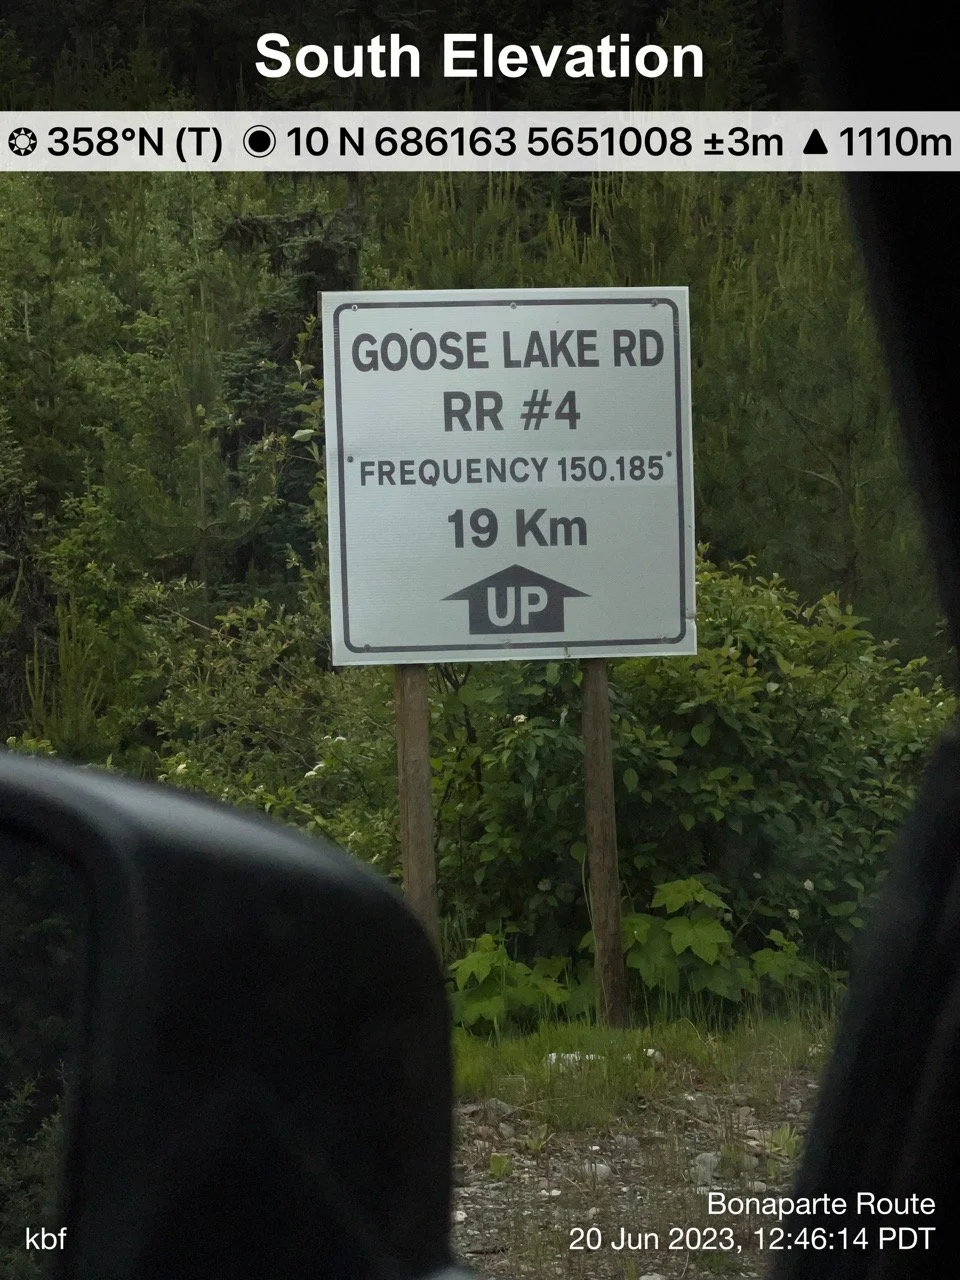 South Elevation
358°N (T) 10 N 686163 5651008 ±3m ▲ 1110m
GOOSE LAKE RD
RR #4
FREQUENCY 150.185
19 Km
UP
Bonaparte Route
kbf 20 Jun 2023, 12:46:14 PDT